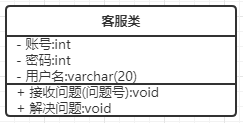 客服类
- 账号:int
- 密码:int
- 用户名:varchar(20)
+ 接收问题(问题号):void
+ 解决问题:void